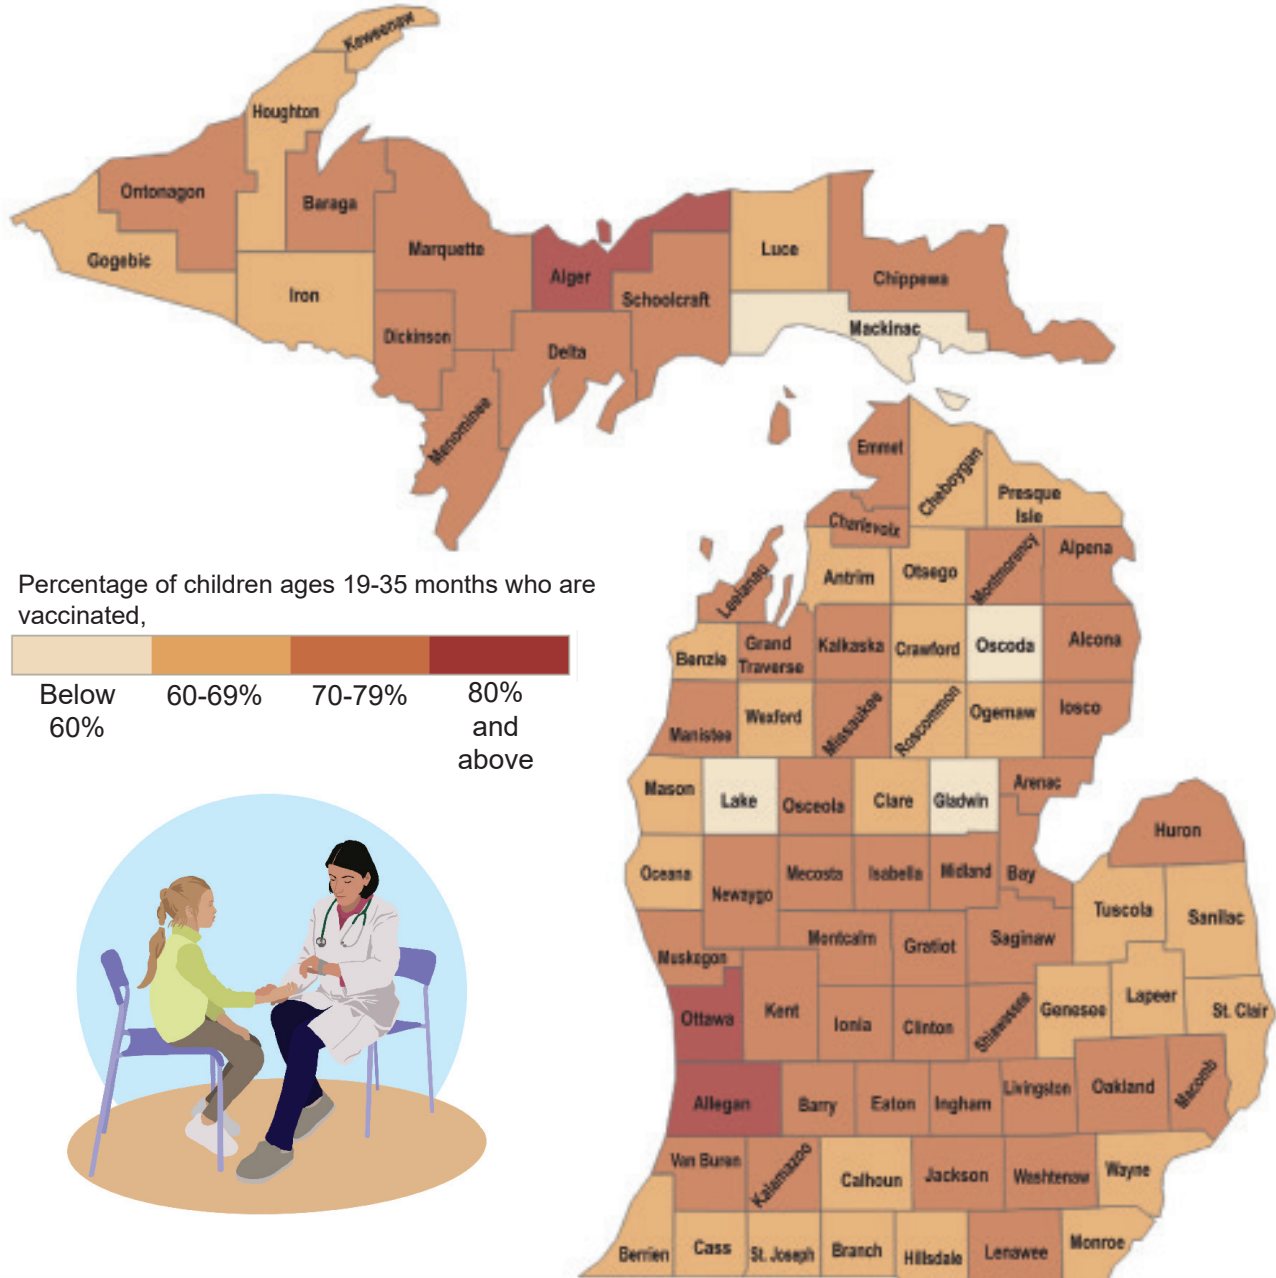 Keweenaw
Houghton
Ontonagon
Baraga
Gogebic
Marquette
Luce
Iron
Alger
Chippewa
Schoolcraft
Mackinac
Dickinson
Delta
Menominee
Emmet
Cheboygan
Presque
Isle
Charlevoix
Percentage of children ages 19-35 months who are
vaccinated,
Below
60%
60-69%
70-79%
80%
and
above
Leelanau
Antrim
Otsego
Montmorency
Alpena
Benzie
Grand
Traverse
Kalkaska
Crawford
Oscoda
Alcona
Manistee
Wexford
Missaukee
Roscommon
Ogemaw
Iosco
Mason
Lake
Osceola
Clare
Gladwin
Arenac
Huron
Oceana
Newaygo
Mecosta
Isabella
Midland
Bay
Tuscola
Sanilac
Muskegon
Montcalm
Gratiot
Saginaw
Ottawa
Kent
Ionia
Clinton
Shiawassee
Genesee
Lapeer
St. Clair
Allegan
Barry
Eaton
Ingham
Livingston
Oakland
Macomb
Van Buren
Kalamazoo
Calhoun
Jackson
Washtenaw
Wayne
Berrien
Cass
St. Joseph
Branch
Hillsdale
Lenawee
Monroe